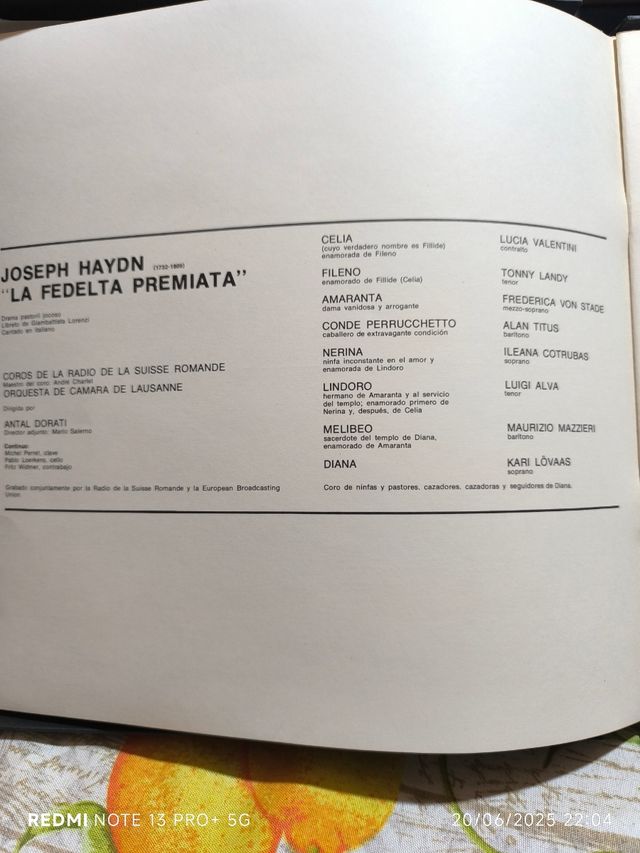 JOSEPH HAYDN (1732-1809)
"LA FEDELTA PREMIATA"
Drama pastoril jocoso
Libreto de Giambattista Lorenzi
Cantado en italiano
COROS DE LA RADIO DE LA SUISSE ROMANDE
Maestro del coro: André Charlet
ORQUESTA DE CAMARA DE LAUSANNE
Dirigida por
ANTAL DORATI
Director adjunto: Mario Salerno
Continuo:
Michel Perret, clave
Pablo Loerkens, cello
Fritz Widmer, contrabajo
Grabado conjuntamente por la Radio de la Suisse Romande y la European Broadcasting
Union.
CELIA
(cuyo verdadero nombre es Fillide)
enamorada de Fileno
LUCIA VALENTINI
contralto
FILENO
enamorado de Fillide (Celia)
TONNY LANDY
tenor
AMARANTA
dama vanidosa y arrogante
FREDERICA VON STADE
mezzo-soprano
CONDE PERRUCCHETTO
caballero de extravagante condición
ALAN TITUS
barítono
NERINA
ninfa inconstante en el amor y
enamorada de Lindoro
ILEANA COTRUBAS
soprano
LINDORO
hermano de Amaranta y al servicio
del templo; enamorado primero de
Nerina y, después, de Celia
LUIGI ALVA
tenor
MELIBEO
sacerdote del templo de Diana,
enamorado de Amaranta
MAURIZIO MAZZIERI
barítono
DIANA
KARI LÖVAAS
soprano
Coro de ninfas y pastores, cazadores, cazadoras y seguidores de Diana.
REDMI NOTE 13 PRO+ 5G
20/06/2025 22:04